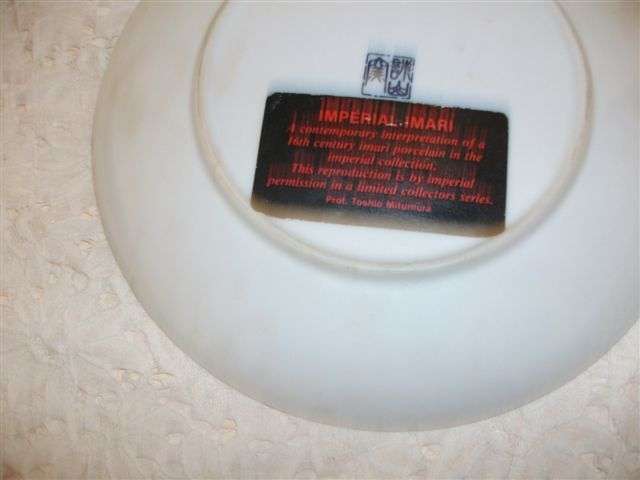 IMPERIAL IMARI
A contemporary interpretation of a
16th century imari porcelain in the
imperial collection.
This reproduction is by imperial
permission in a limited collectors series.
Prof. Toshio Mitumura